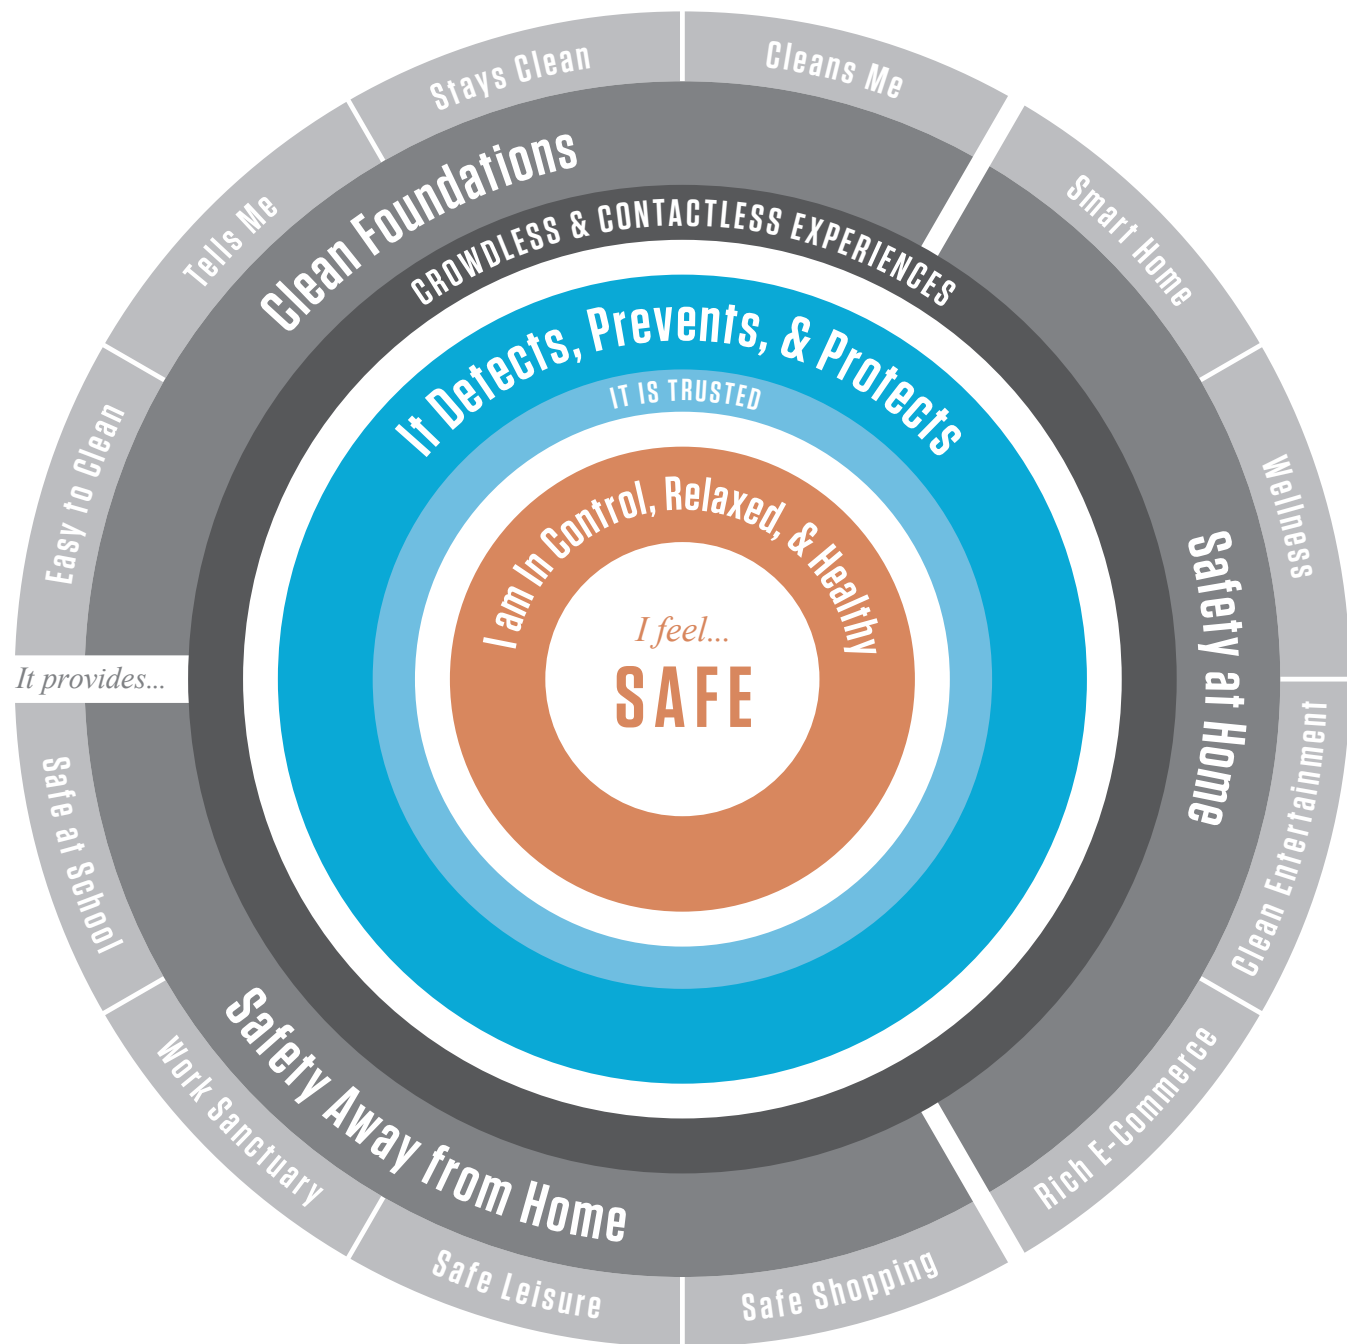 Stays Clean
Cleans Me
Tells Me
Smart Home
Clean Foundations
CROWDLESS & CONTACTLESS EXPERIENCES
It Detects, Prevents, & Protects
IT IS TRUSTED
Easy to Clean
Wellness
I am In Control, Relaxed, & Healthy
Safety at Home
I feel...
SAFE
It provides...
Safe at School
Clean Entertainment
Safety Away from Home
Work Sanctuary
Rich E-Commerce
Safe Leisure
Safe Shopping